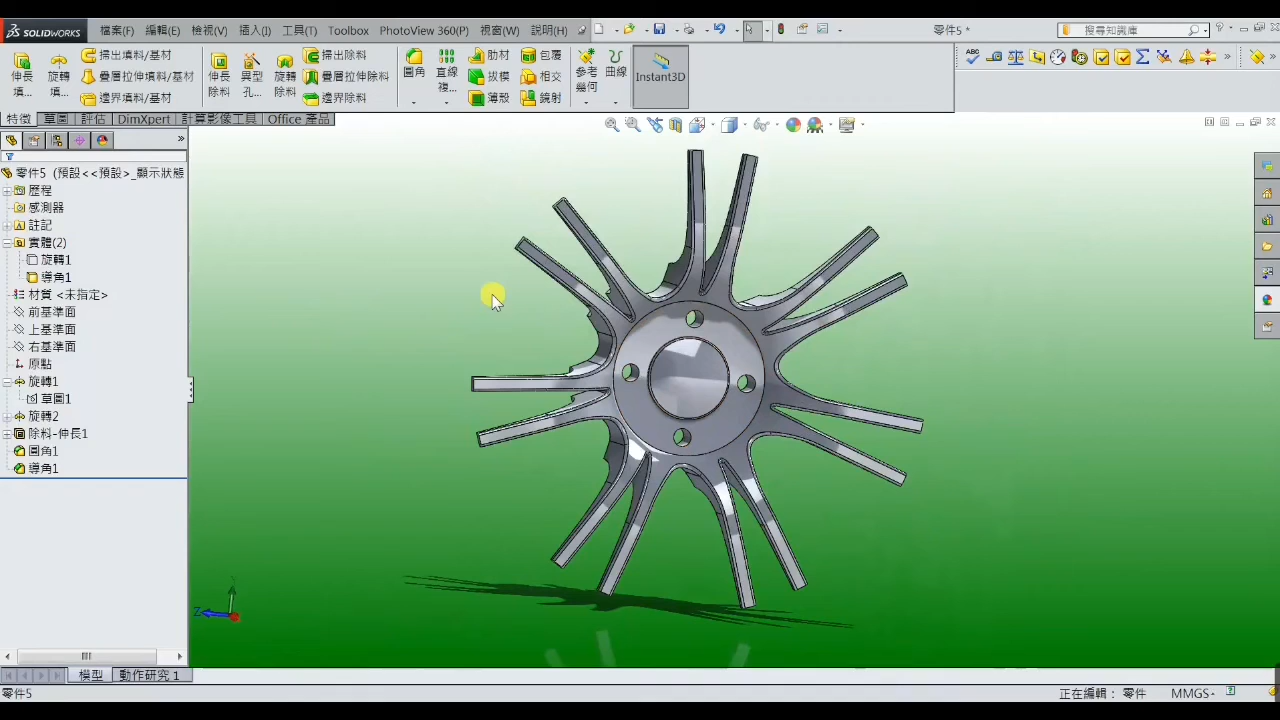 SOLIDWORKS 檔案(F) 編輯(E) 檢視(V) 插入(I) 工具(T) Toolbox PhotoView 360(P) 視窗(W) 說明(H) 零件5 * 搜尋知識庫
伸長填... 旋轉填... 掃出填料/基材 疊層拉伸填料/基材 邊界填料/基材 伸長除料 異型孔... 旋轉除料 掃出除料 疊層拉伸除料 邊界除料 圓角 直線複... 肋材 拔模 薄殼 包覆 相交 鏡射 參考幾何 曲線 Instant3D
特徵 草圖 評估 DimXpert 計算影像工具 Office 產品
零件5 (預設<<預設>_顯示狀態
歷程
感測器
註記
實體(2)
旋轉1
導角1
材質 <未指定>
前基準面
上基準面
右基準面
原點
旋轉1
草圖1
旋轉2
除料-伸長1
圓角1
導角1
Z
模型 動作研究 1
零件5 正在編輯： 零件 MMGS